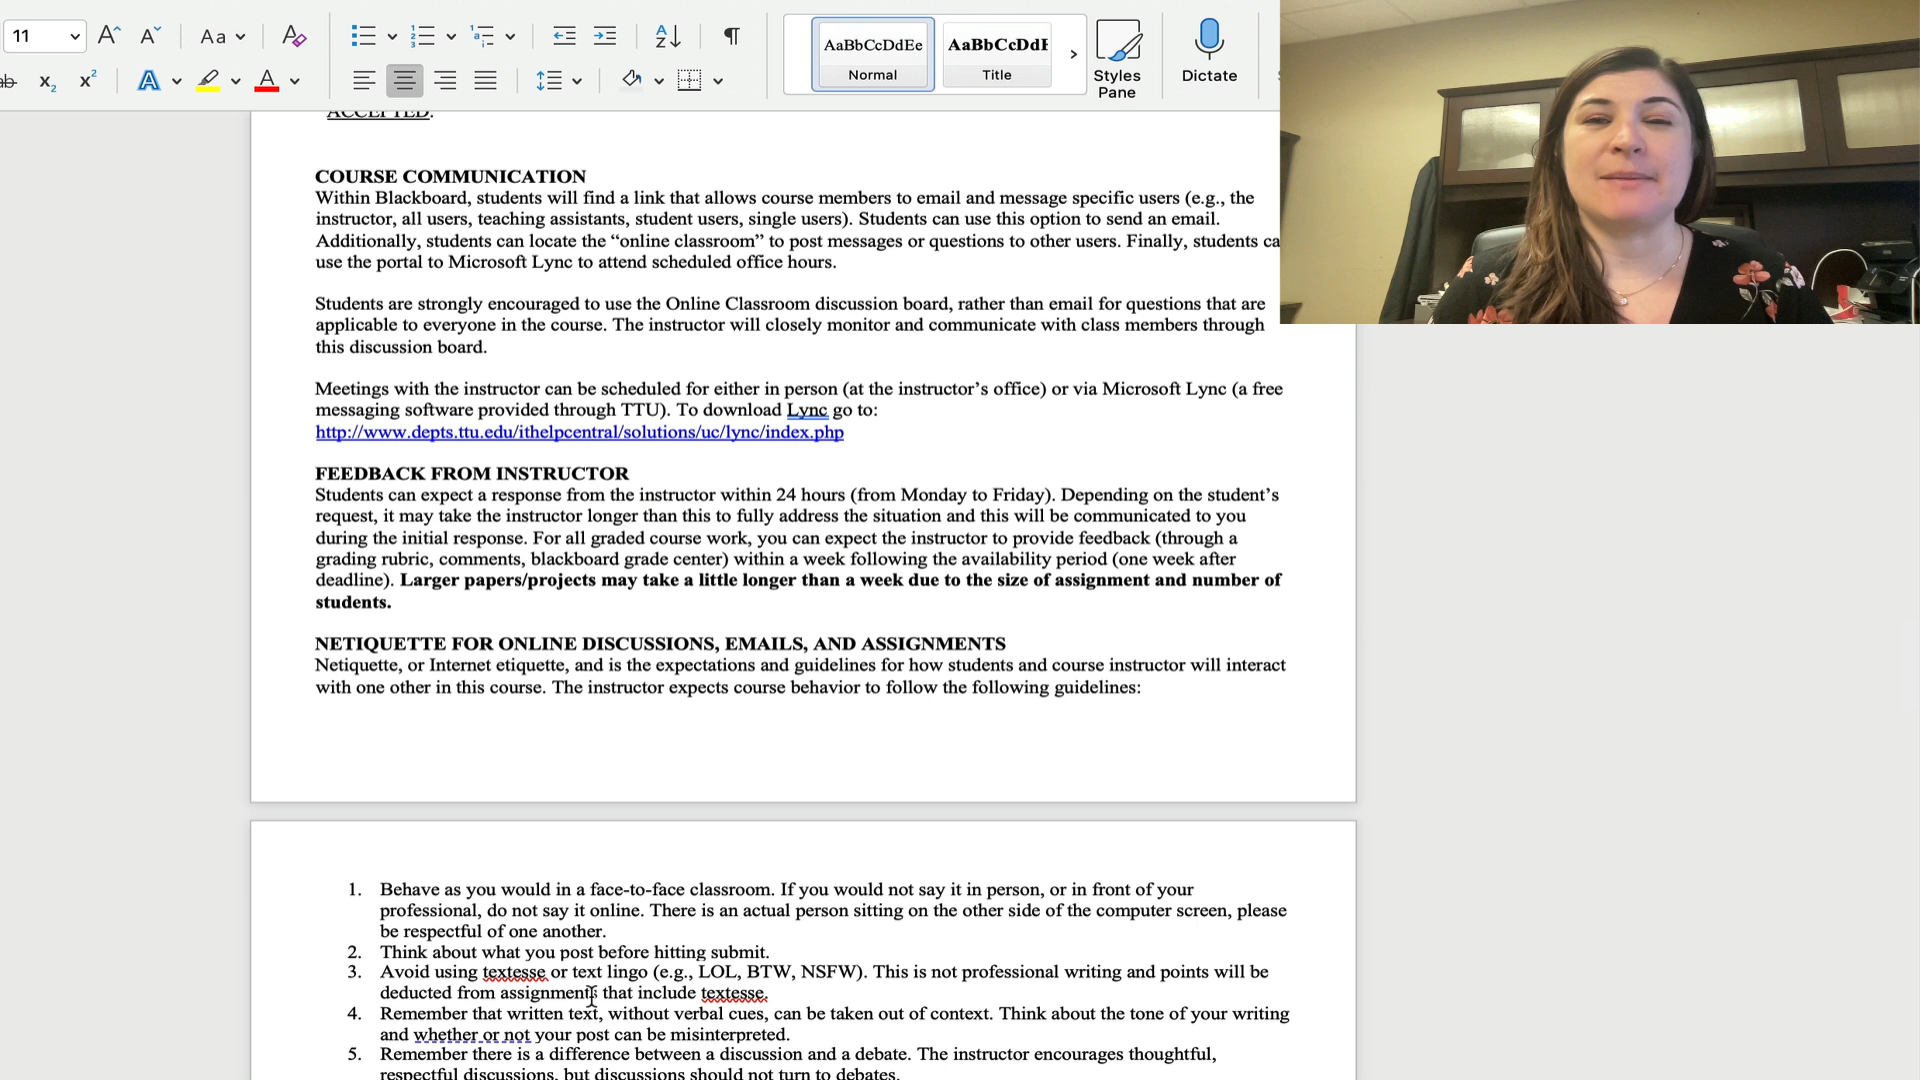 11
Aa
AaBbCcDdEe
Normal
AaBbCcDdE
Title
Styles
Pane
Dictate
ACCEPTED.
COURSE COMMUNICATION
Within Blackboard, students will find a link that allows course members to email and message specific users (e.g., the
instructor, all users, teaching assistants, student users, single users). Students can use this option to send an email.
Additionally, students can locate the “online classroom” to post messages or questions to other users. Finally, students ca
use the portal to Microsoft Lync to attend scheduled office hours.
Students are strongly encouraged to use the Online Classroom discussion board, rather than email for questions that are
applicable to everyone in the course. The instructor will closely monitor and communicate with class members through
this discussion board.
Meetings with the instructor can be scheduled for either in person (at the instructor’s office) or via Microsoft Lync (a free
messaging software provided through TTU). To download Lync go to:
http://www.depts.ttu.edu/ithelpcentral/solutions/uc/lync/index.php
FEEDBACK FROM INSTRUCTOR
Students can expect a response from the instructor within 24 hours (from Monday to Friday). Depending on the student’s
request, it may take the instructor longer than this to fully address the situation and this will be communicated to you
during the initial response. For all graded course work, you can expect the instructor to provide feedback (through a
grading rubric, comments, blackboard grade center) within a week following the availability period (one week after
deadline). Larger papers/projects may take a little longer than a week due to the size of assignment and number of
students.
NETIQUETTE FOR ONLINE DISCUSSIONS, EMAILS, AND ASSIGNMENTS
Netiquette, or Internet etiquette, and is the expectations and guidelines for how students and course instructor will interact
with one other in this course. The instructor expects course behavior to follow the following guidelines:
1. Behave as you would in a face-to-face classroom. If you would not say it in person, or in front of your
professional, do not say it online. There is an actual person sitting on the other side of the computer screen, please
be respectful of one another.
2. Think about what you post before hitting submit.
3. Avoid using textesse or text lingo (e.g., LOL, BTW, NSFW). This is not professional writing and points will be
deducted from assignments that include textesse.
4. Remember that written text, without verbal cues, can be taken out of context. Think about the tone of your writing
and whether or not your post can be misinterpreted.
5. Remember there is a difference between a discussion and a debate. The instructor encourages thoughtful,
respectful discussions, but discussions should not turn to debates.